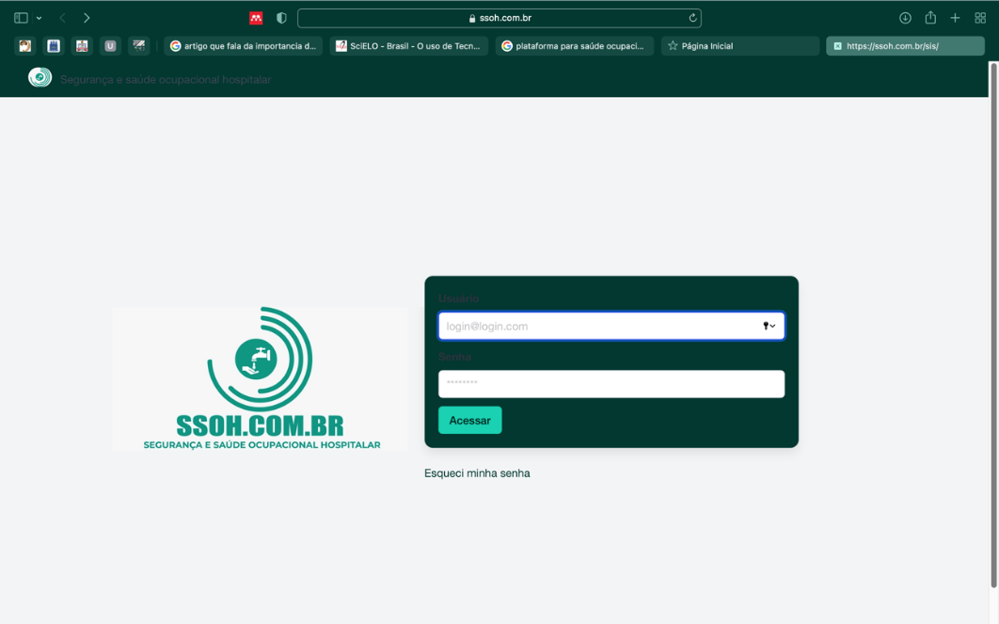 ssoh.com.br
artigo que fala da importancia d...
SciELO - Brasil - O uso de Tecn...
plataforma para saúde ocupaci...
Página Inicial
https://ssoh.com.br/sis/
Segurança e saúde ocupacional hospitalar
Usuário
login@login.com
Senha
********
Acessar
SSOH.COM.BR
SEGURANÇA E SAÚDE OCUPACIONAL HOSPITALAR
Esqueci minha senha